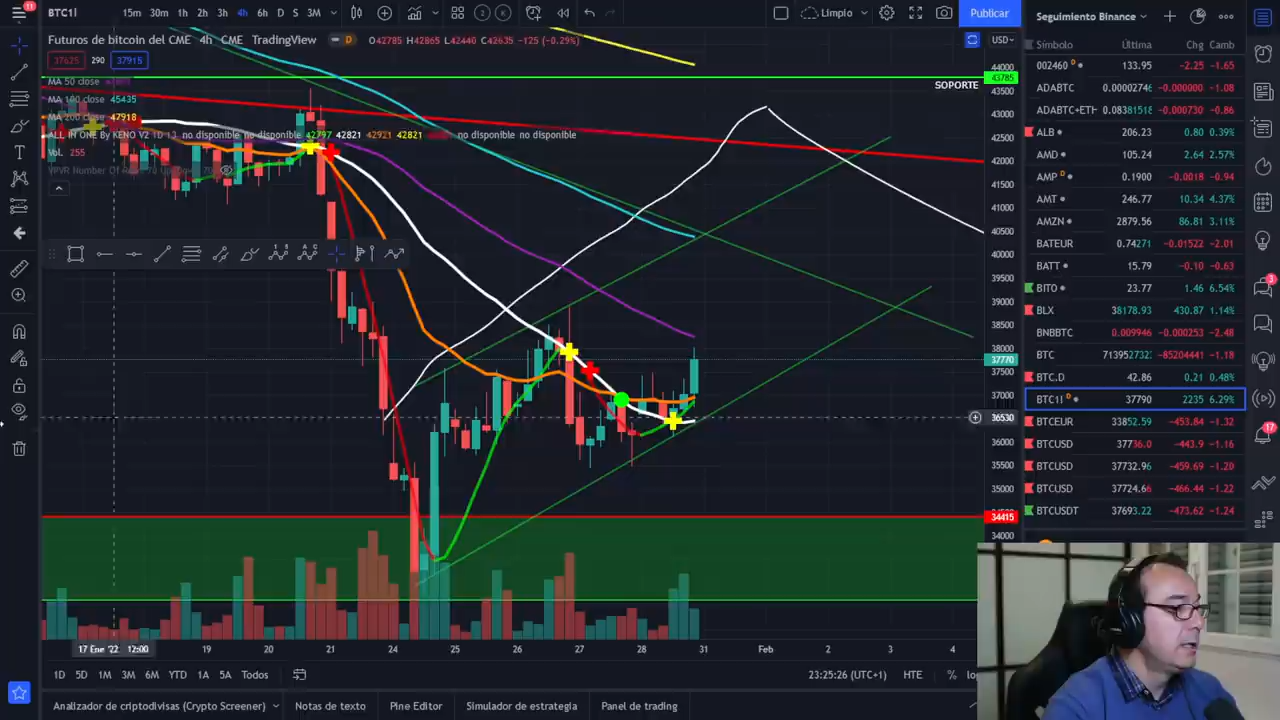 11
BTC1!
15m 30m 1h 2h 3h 4h 6h D S 3M
2 K
Limpio
Publicar
Futuros de bitcoin del CME 4h CME TradingView D O42785 H42865 L42440 C42635 -125 (-0.29%)
37625 290 37915
MA 50 close
MA 100 close 45435
MA 200 close 47918
ALL IN ONE By KENO V2 1D 13 no disponible no disponible 42797 42821 42921 42821 no disponible no disponible
Vol. 255
USD
44000
43785
SOPORTE
43500
43000
42500
42000
41500
41000
40500
40000
39500
39000
38500
38000
37770
37500
37000
36530
36000
35500
35000
34415
34000
17 Ene '22 12:00 19 20 21 23 24 25 26 27 28 31 Feb 2 3 4
1D 5D 1M 3M 6M YTD 1A 5A Todos
23:25:26 (UTC+1) HTE %
Analizador de criptodivisas (Crypto Screener) Notas de texto Pine Editor Simulador de estrategia Panel de trading
Seguimiento Binance
Símbolo Última Chg Camb
002460 D 133.95 -2.25 -1.65
ADABTC 0.00002746 -0.000000 -1.08
ADABTC+ETH 0.08381518 -0.000730 -0.86
ALB 206.23 0.80 0.39%
AMD 105.24 2.64 2.57%
AMP D 0.1900 -0.0018 -0.94
AMT 246.77 10.34 4.37%
AMZN 2879.56 86.81 3.11%
BATEUR 0.74271 -0.01522 -2.01
BATT 15.79 -0.10 -0.63
BITO 23.77 1.46 6.54%
BLX 38178.93 430.87 1.14%
BNBBTC 0.009946 -0.000253 -2.48
BTC 713952732 -85204441 -1.18
BTC.D 42.86 0.21 0.48%
BTC1! D 37790 2235 6.29%
BTCEUR 33852.59 -453.84 -1.32
BTCUSD 37736.0 -443.9 -1.16
BTCUSD 37732.96 -459.69 -1.20
BTCUSD 37724.66 -466.44 -1.22
BTCUSDT 37693.22 -473.62 -1.24
3
17